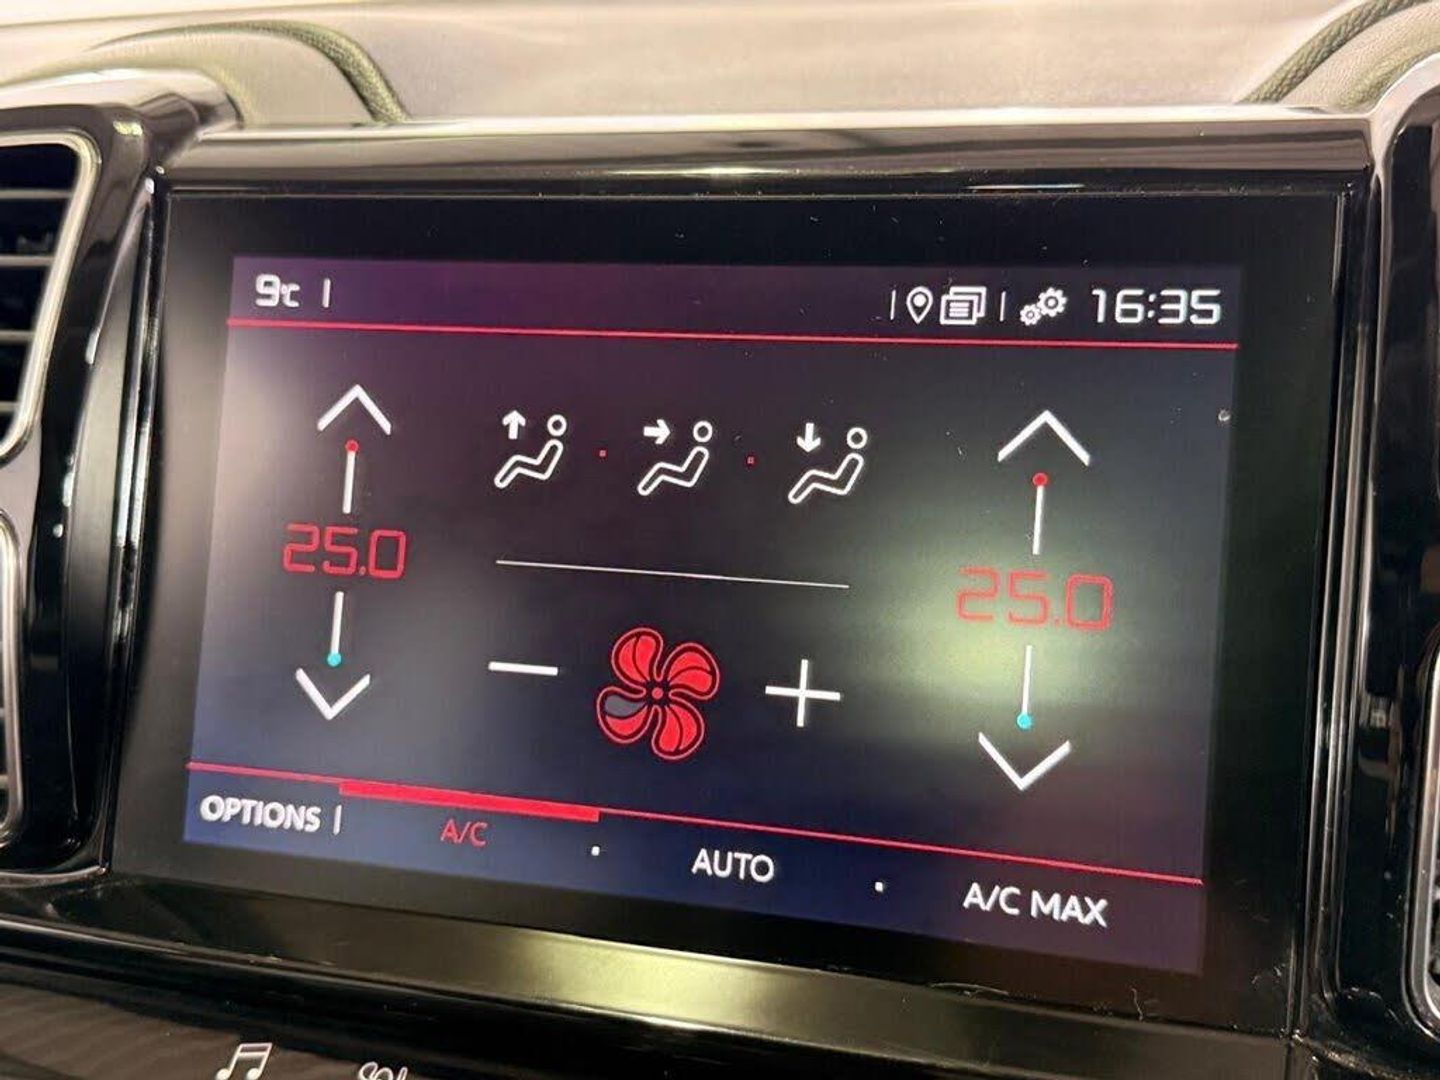 9°C
16:35
25.0
25.0
OPTIONS
A/C
AUTO
A/C MAX